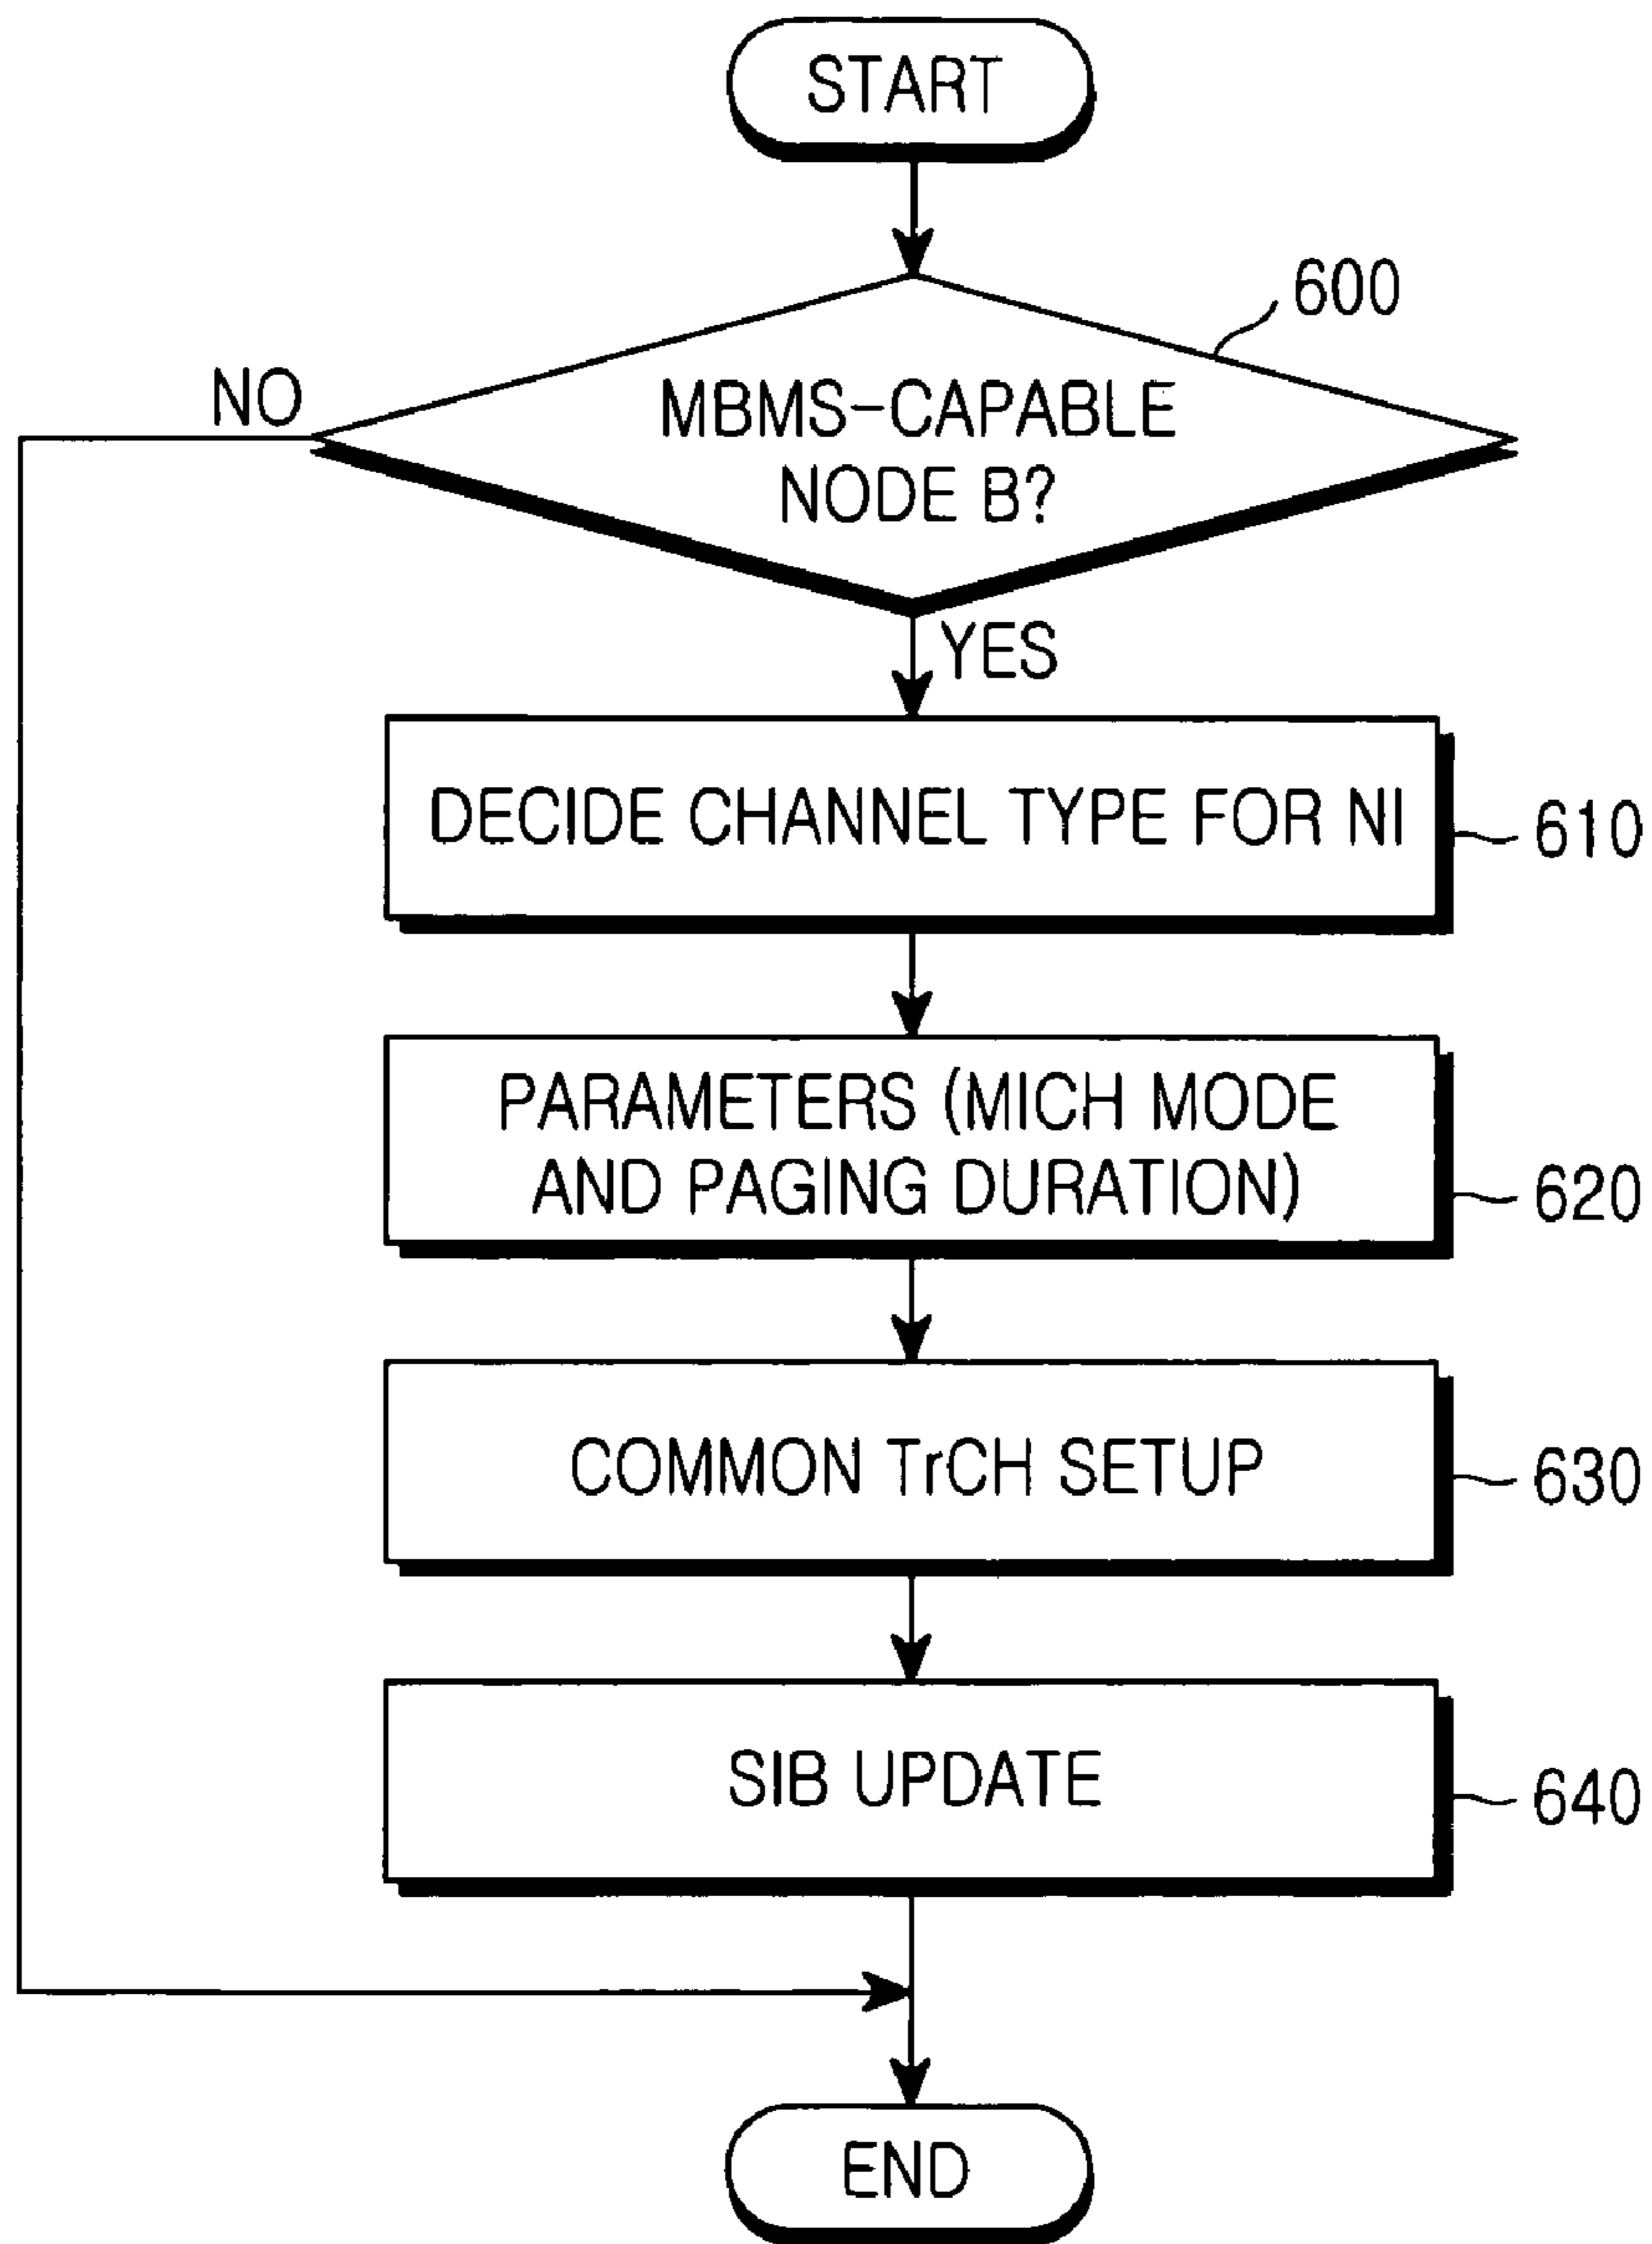 START
600
NO
MBMS-CAPABLE
NODE B?
YES
DECIDE CHANNEL TYPE FOR NI
610
PARAMETERS (MICH MODE
AND PAGING DURATION)
620
COMMON TrCH SETUP
630
SIB UPDATE
640
END